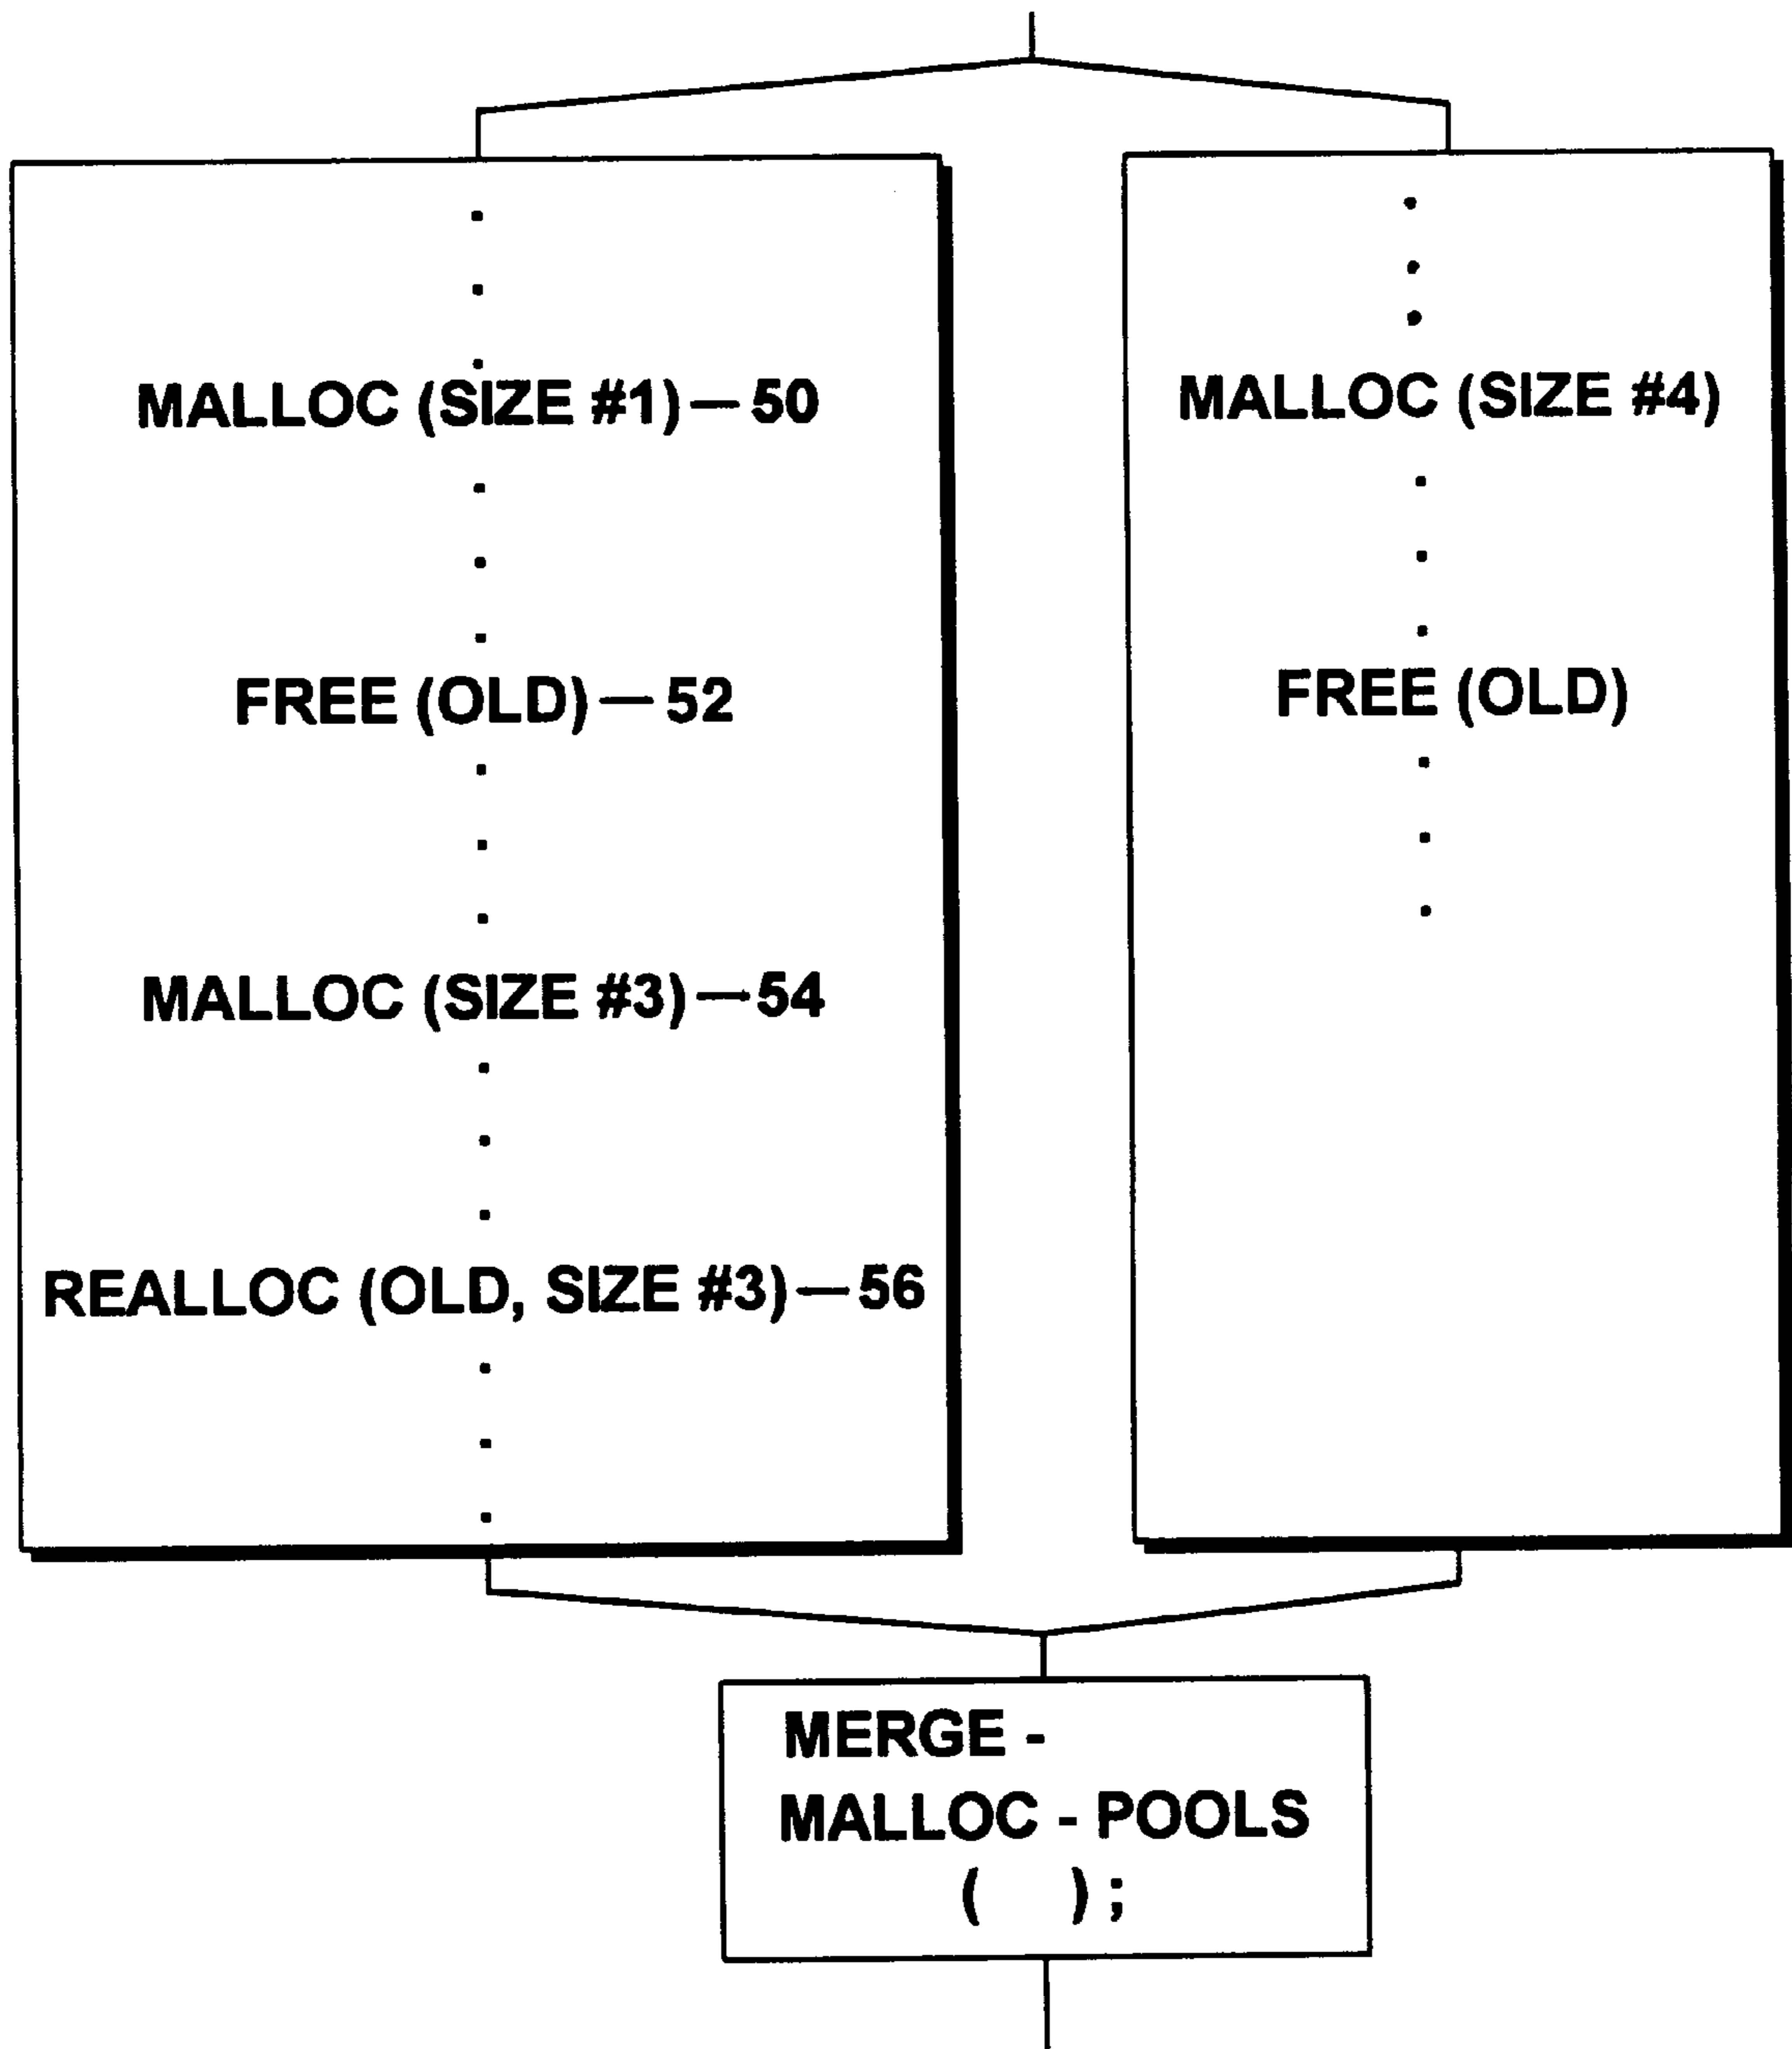 MALLOC (SIZE #1)—50
FREE (OLD)—52
MALLOC (SIZE #3)—54
REALLOC (OLD, SIZE #3)—56
MALLOC (SIZE #4)
FREE (OLD)
MERGE -
MALLOC - POOLS
( ) ;